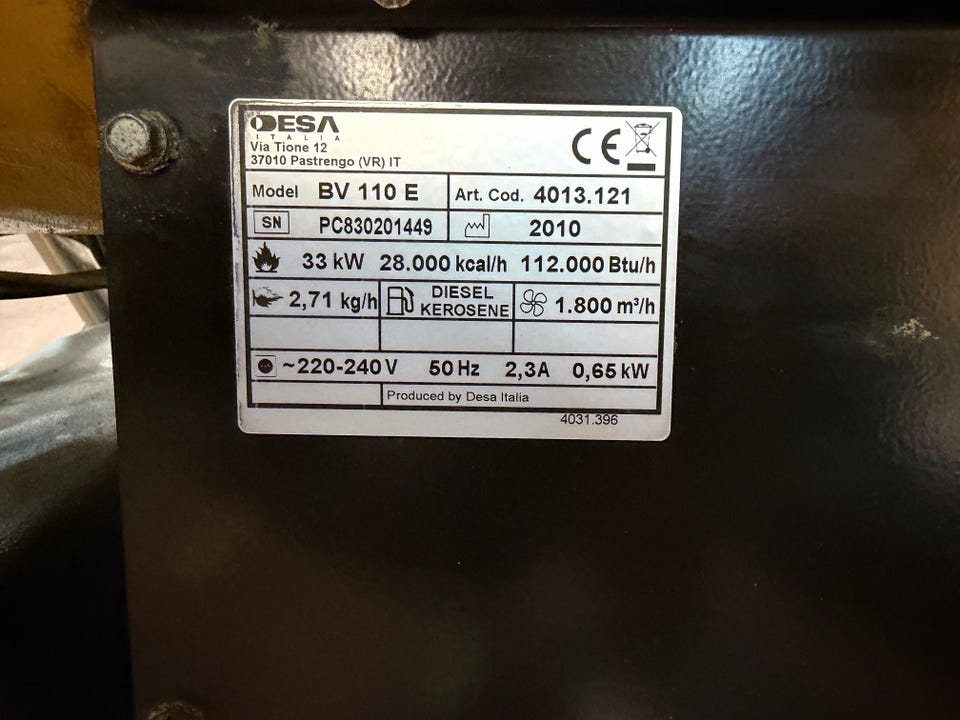 DESA
ITALIA
Via Tione 12
37010 Pastrengo (VR) IT
CE
Model BV 110 E Art. Cod. 4013.121
SN PC830201449 2010
33 kW 28.000 kcal/h 112.000 Btu/h
2,71 kg/h DIESEL KEROSENE 1.800 m³/h
~220-240 V 50 Hz 2,3A 0,65 kW
Produced by Desa Italia
4031.396